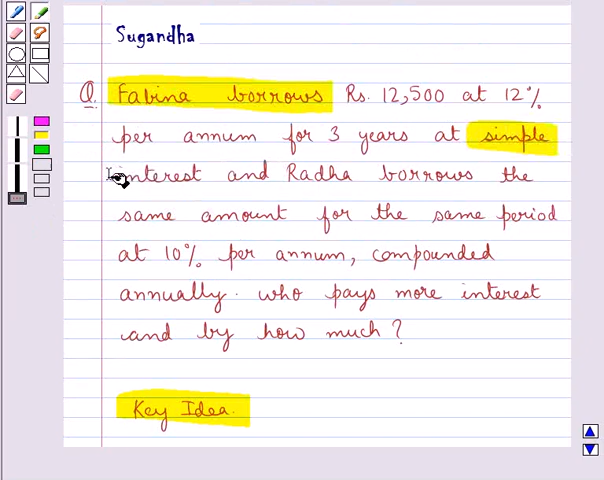 Sugandha
Q. Fabina borrows Rs. 12,500 at 12%
per annum for 3 years at simple
interest and Radha borrows the
same amount for the same period
at 10% per annum, compounded
annually. who pays more interest
and by how much?
Key Idea.